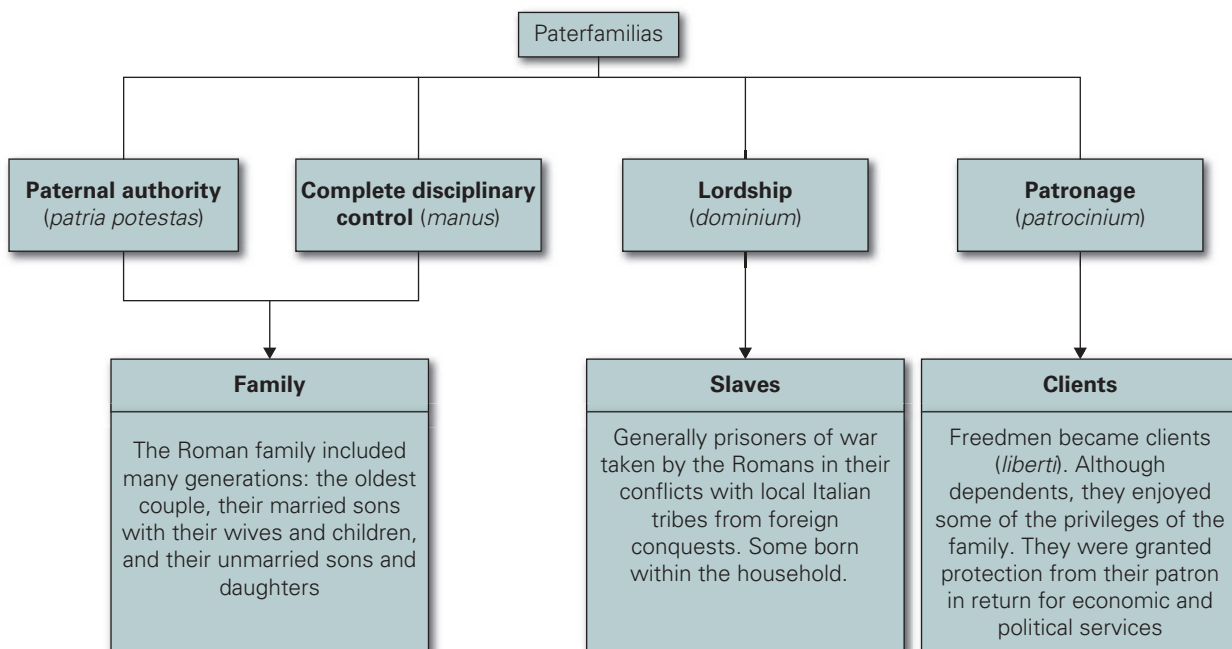 Paterfamilias
Paternal authority
(patria potestas)
Complete disciplinary
control (manus)
Lordship
(dominium)
Patronage
(patrocinium)
Family
The Roman family included
many generations: the oldest
couple, their married sons
with their wives and children,
and their unmarried sons and
daughters
Slaves
Generally prisoners of war
taken by the Romans in their
conflicts with local Italian
tribes from foreign
conquests. Some born
within the household.
Clients
Freedmen became clients
(liberti). Although
dependents, they enjoyed
some of the privileges of the
family. They were granted
protection from their patron
in return for economic and
political services